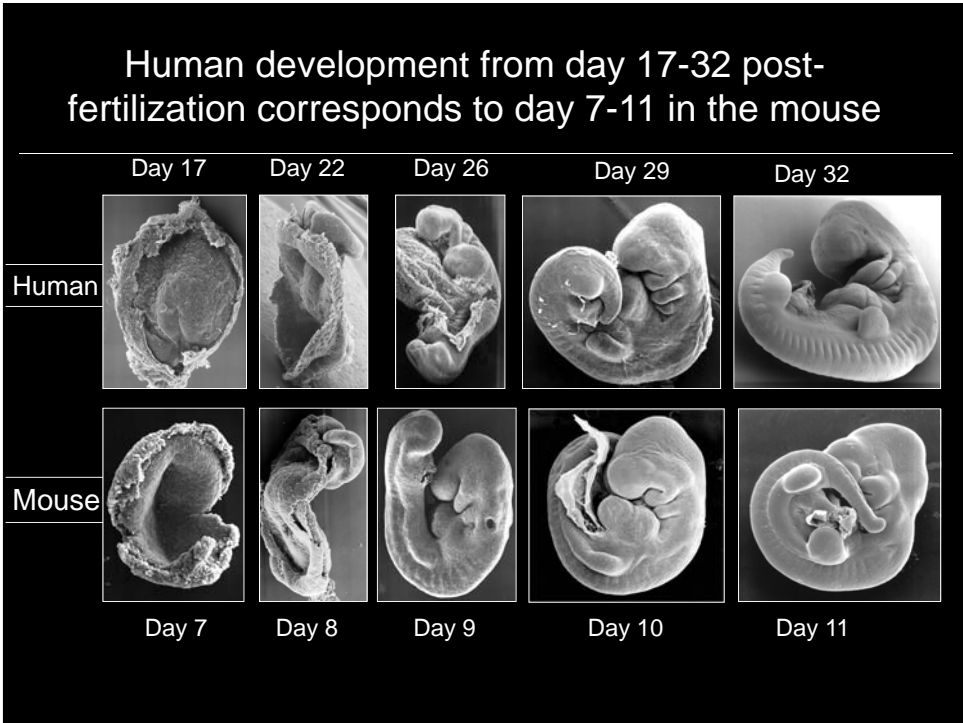 Human development from day 17-32 post-
fertilization corresponds to day 7-11 in the mouse
Day 17
Day 22
Day 26
Day 29
Day 32
Human
Mouse
Day 7
Day 8
Day 9
Day 10
Day 11